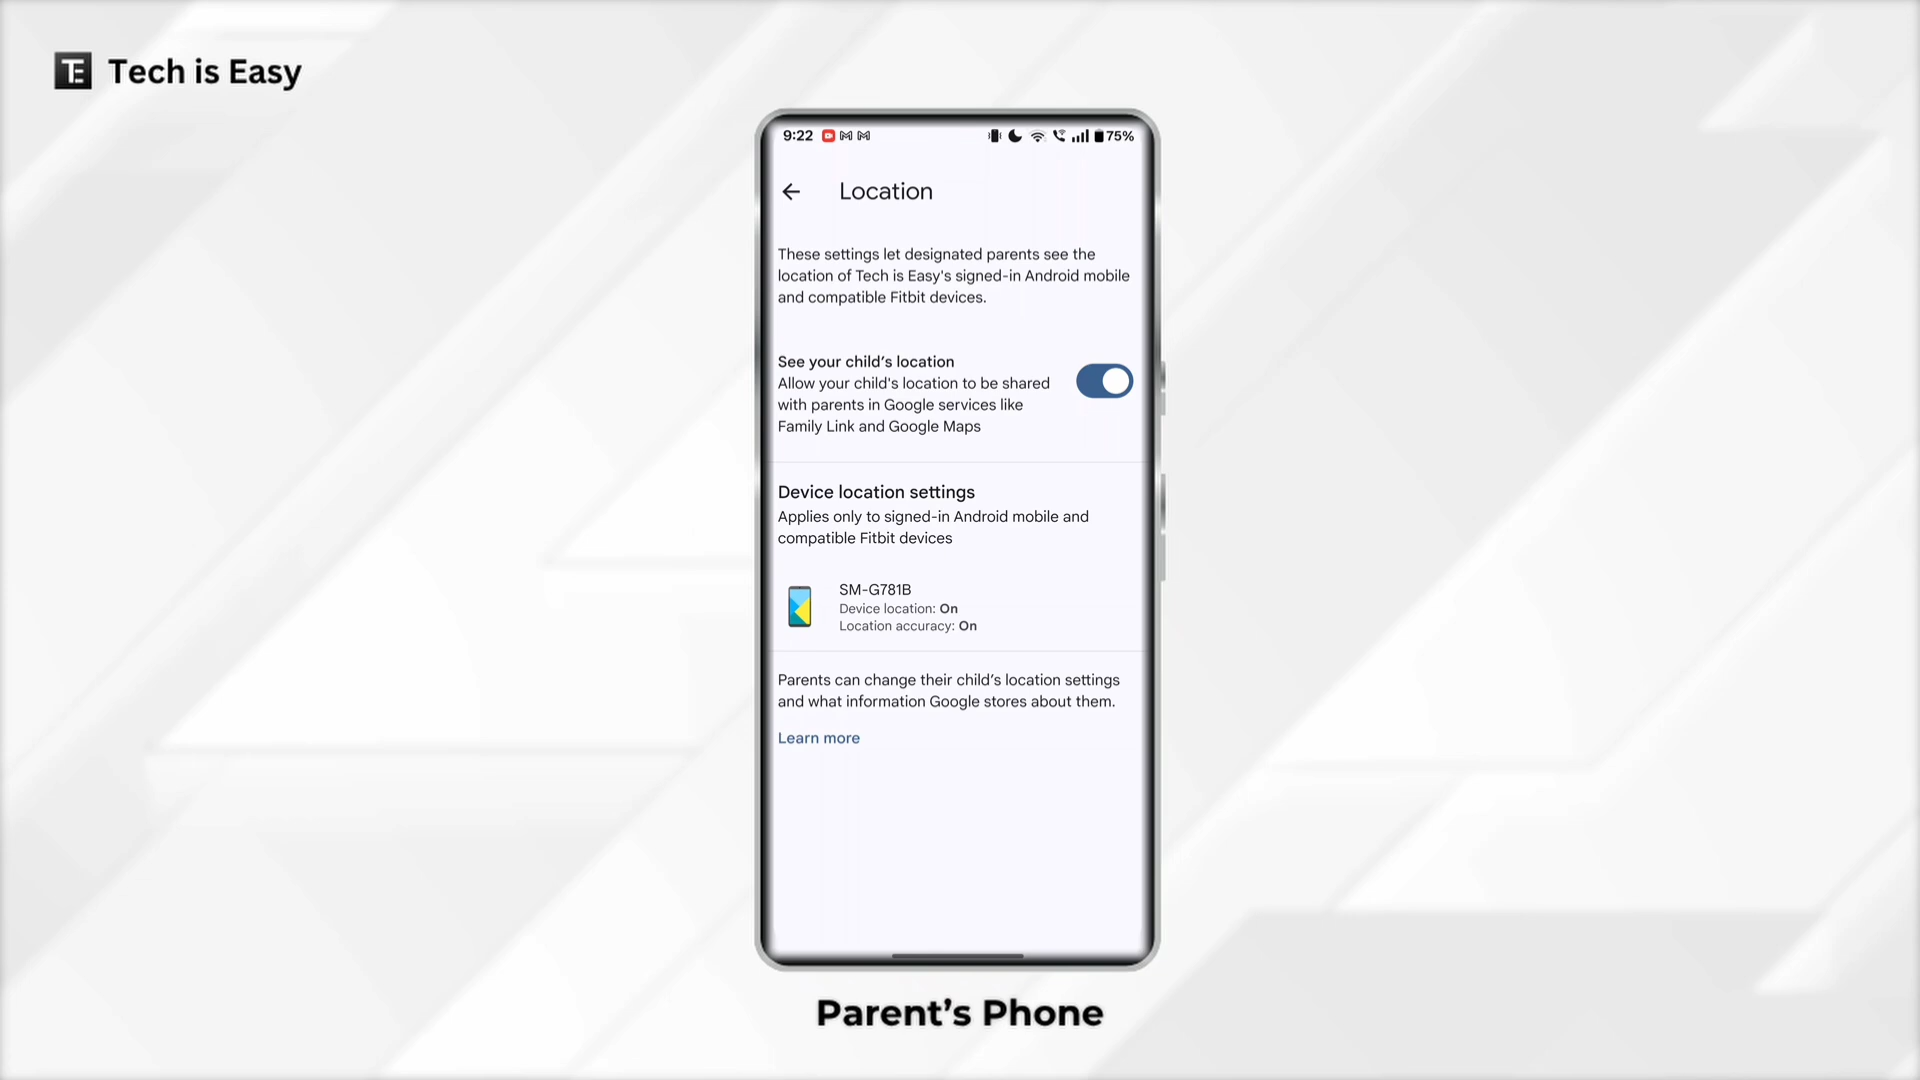 TE Tech is Easy
9:22
75%
Location
These settings let designated parents see the
location of Tech is Easy's signed-in Android mobile
and compatible Fitbit devices.
See your child's location
Allow your child's location to be shared
with parents in Google services like
Family Link and Google Maps
Device location settings
Applies only to signed-in Android mobile and
compatible Fitbit devices
SM-G781B
Device location: On
Location accuracy: On
Parents can change their child's location settings
and what information Google stores about them.
Learn more
Parent's Phone